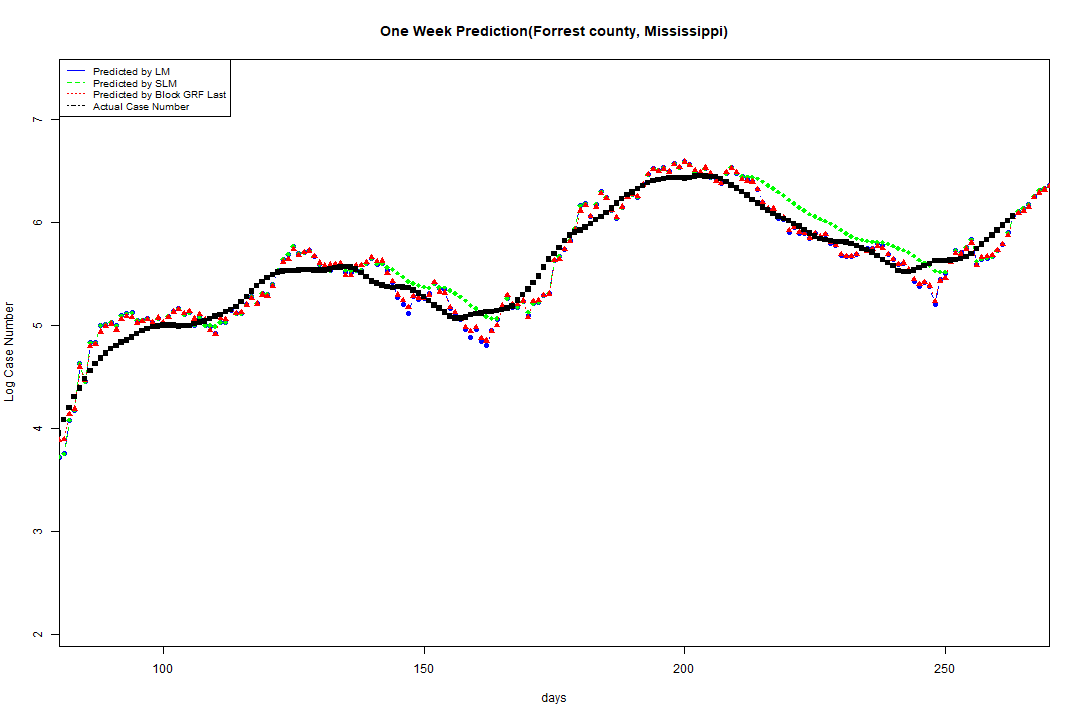 One Week Prediction(Forrest county, Mississippi)
Predicted by LM
Predicted by SLM
Predicted by Block GRF Last
Actual Case Number
Log Case Number
7
6
5
4
3
2
100 150 200 250
days